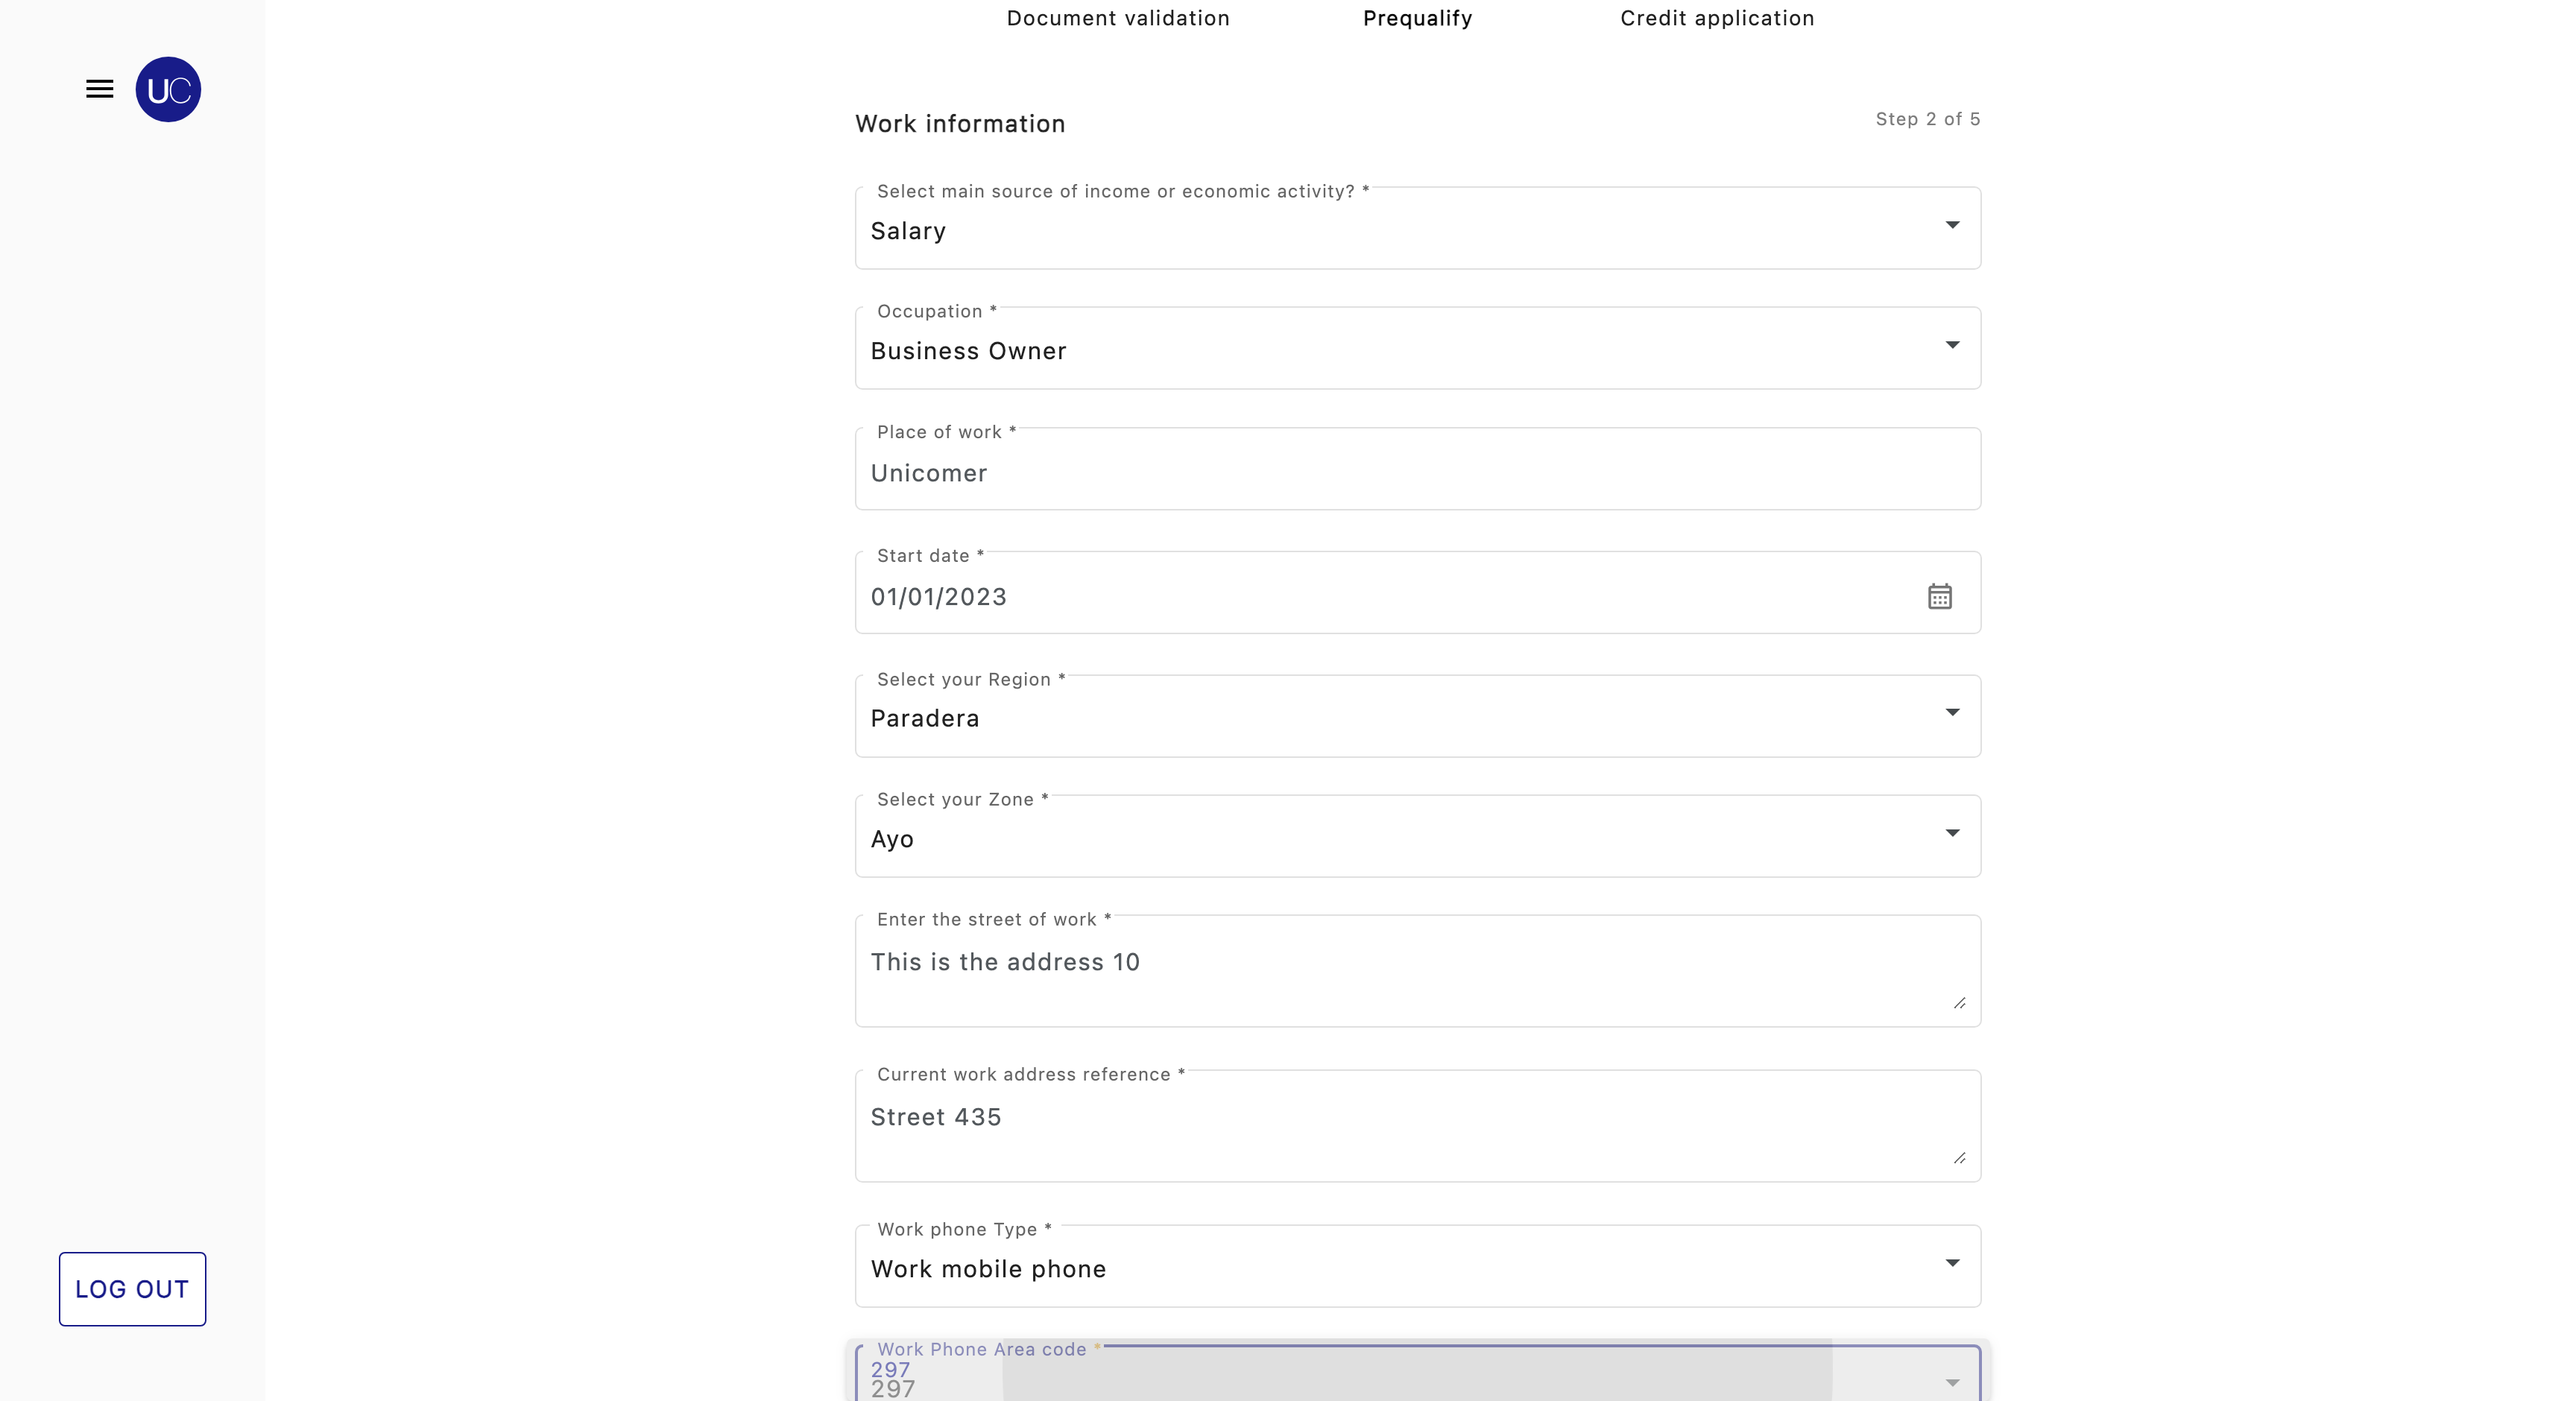 Document validation
Prequalify
Credit application
UC
Work information
Step 2 of 5
Select main source of income or economic activity? *
Salary
Occupation *
Business Owner
Place of work *
Unicomer
Start date *
01/01/2023
Select your Region *
Paradera
Select your Zone *
Ayo
Enter the street of work *
This is the address 10
Current work address reference *
Street 435
Work phone Type *
Work mobile phone
LOG OUT
Work Phone Area code *
297
297